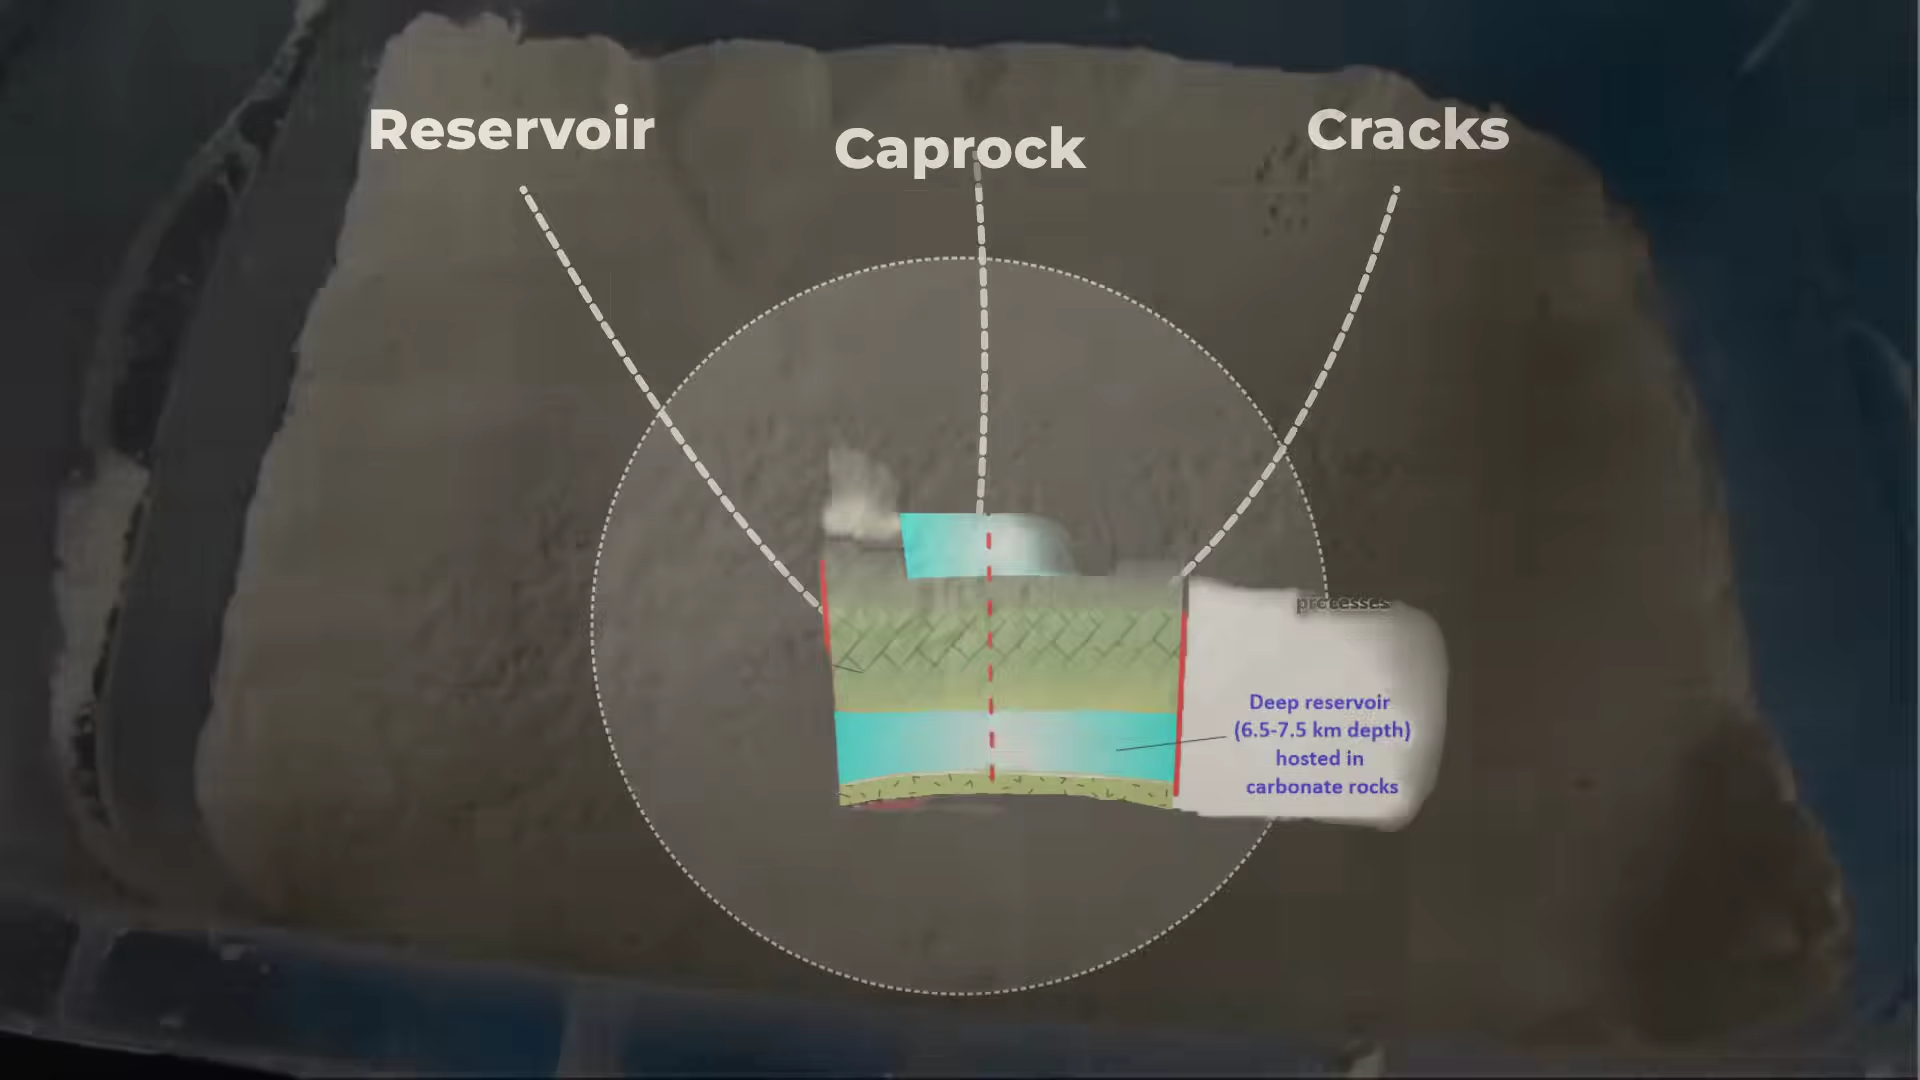 Reservoir
Caprock
Cracks
processes
Deep reservoir
(6.5-7.5 km depth)
hosted in
carbonate rocks